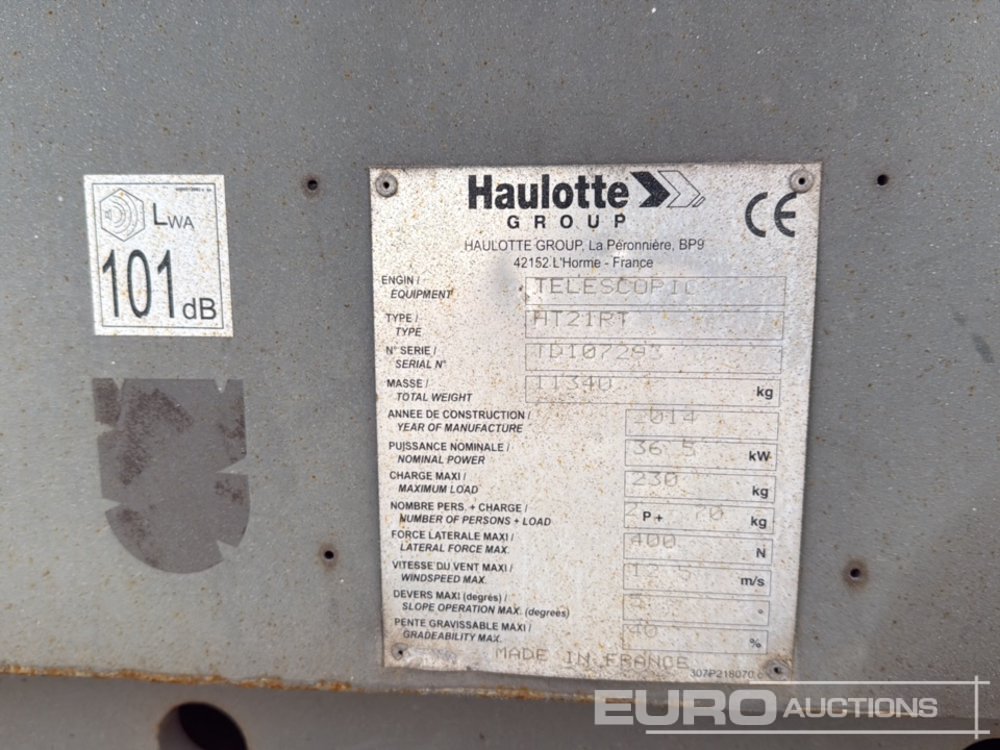 LWA
101 dB
Haulotte
GROUP
CE
HAULOTTE GROUP, La Péronnière, BP9
42152 L'Horme - France
ENGIN / EQUIPMENT TELESCOPIC
TYPE / TYPE HT21RT
N° SERIE / SERIAL N°
MASSE / TOTAL WEIGHT 11340 kg
ANNEE DE CONSTRUCTION / YEAR OF MANUFACTURE 2014
PUISSANCE NOMINALE / NOMINAL POWER 36.5 kW
CHARGE MAXI / MAXIMUM LOAD 230 kg
NOMBRE PERS. + CHARGE / NUMBER OF PERSONS + LOAD 2 P + 70 kg
FORCE LATERALE MAXI / LATERAL FORCE MAX. 400 N
VITESSE DU VENT MAXI / WINDSPEED MAX. m/s
DEVERS MAXI (degrés) / SLOPE OPERATION MAX. (degrees) °
PENTE GRAVISSABLE MAXI / GRADEABILITY MAX. 40 %
MADE IN FRANCE
307P218070 c
EURO AUCTIONS